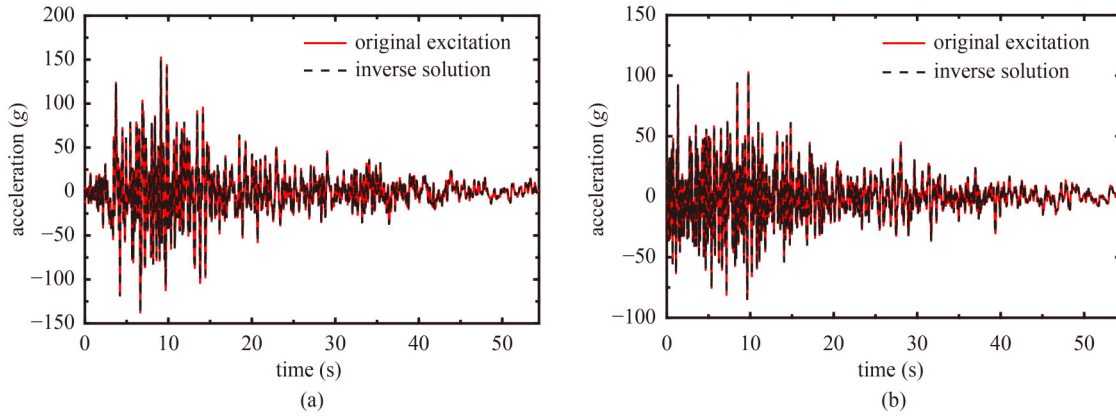 200
150
100
50
0
−50
−100
−150
acceleration (g)
original excitation
inverse solution
0 10 20 30 40 50
time (s)
(a)
150
100
50
0
−50
−100
acceleration (g)
original excitation
inverse solution
0 10 20 30 40 50
time (s)
(b)